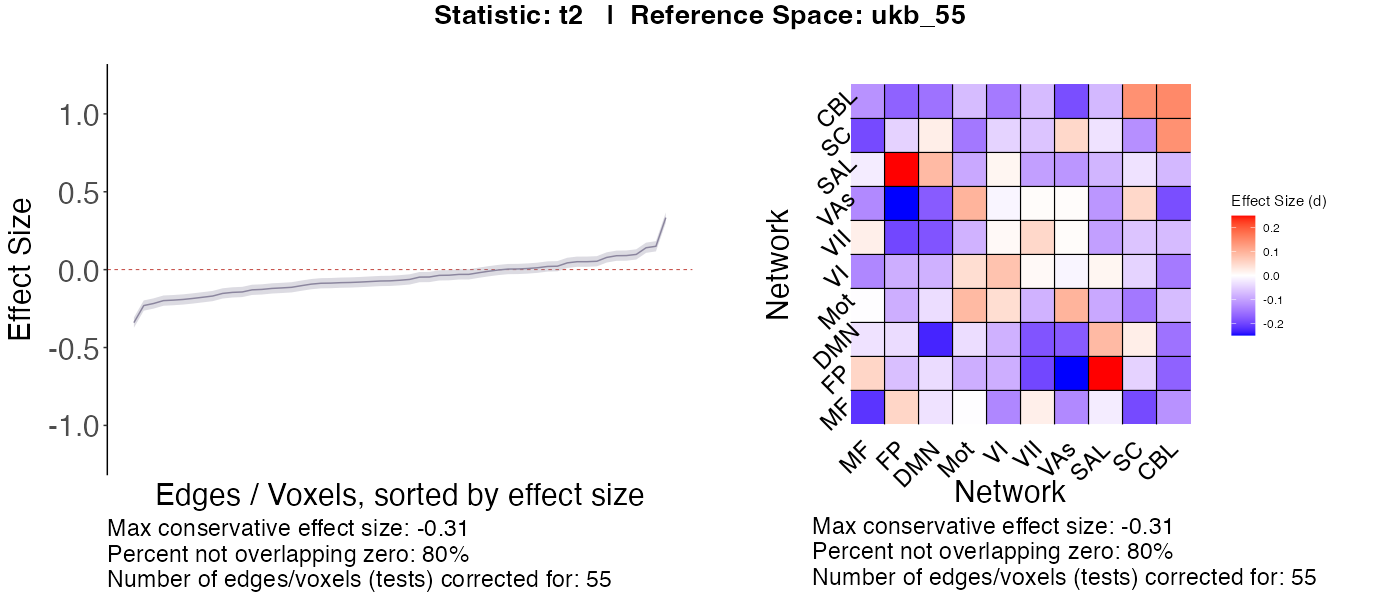 Statistic: t2 | Reference Space: ukb_55
Effect Size
1.0
0.5
0.0
-0.5
-1.0
Edges / Voxels, sorted by effect size
Max conservative effect size: -0.31
Percent not overlapping zero: 80%
Number of edges/voxels (tests) corrected for: 55
Network
CBL
SC
SAL
VAs
VII
VI
Mot
DMN
FP
MF
MF
FP
DMN
Mot
VI
VII
VAs
SAL
SC
CBL
Network
Effect Size (d)
0.2
0.1
0.0
-0.1
-0.2
Max conservative effect size: -0.31
Percent not overlapping zero: 80%
Number of edges/voxels (tests) corrected for: 55